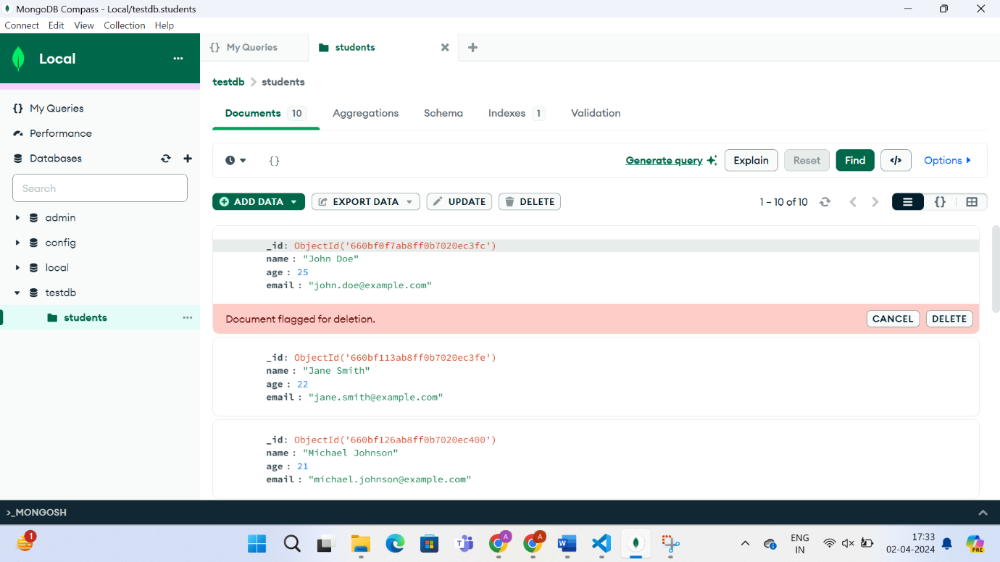 MongoDB Compass - Local/testdb.students
Connect Edit View Collection Help
Local
{} My Queries
students
testdb > students
Documents 10 Aggregations Schema Indexes 1 Validation
{} My Queries
Performance
Databases
Search
admin
config
local
testdb
students
{} Generate query Explain Reset Find </> Options
ADD DATA EXPORT DATA UPDATE DELETE 1 – 10 of 10 {}
_id: ObjectId('660bf0f7ab8ff0b7020ec3fc')
name : "John Doe"
age : 25
email : "john.doe@example.com"
Document flagged for deletion. CANCEL DELETE
_id: ObjectId('660bf113ab8ff0b7020ec3fe')
name : "Jane Smith"
age : 22
email : "jane.smith@example.com"
_id: ObjectId('660bf126ab8ff0b7020ec400')
name : "Michael Johnson"
age : 21
email : "michael.johnson@example.com"
>_MONGOSH
1
A
A
ENG
IN
17:33
02-04-2024
PRE